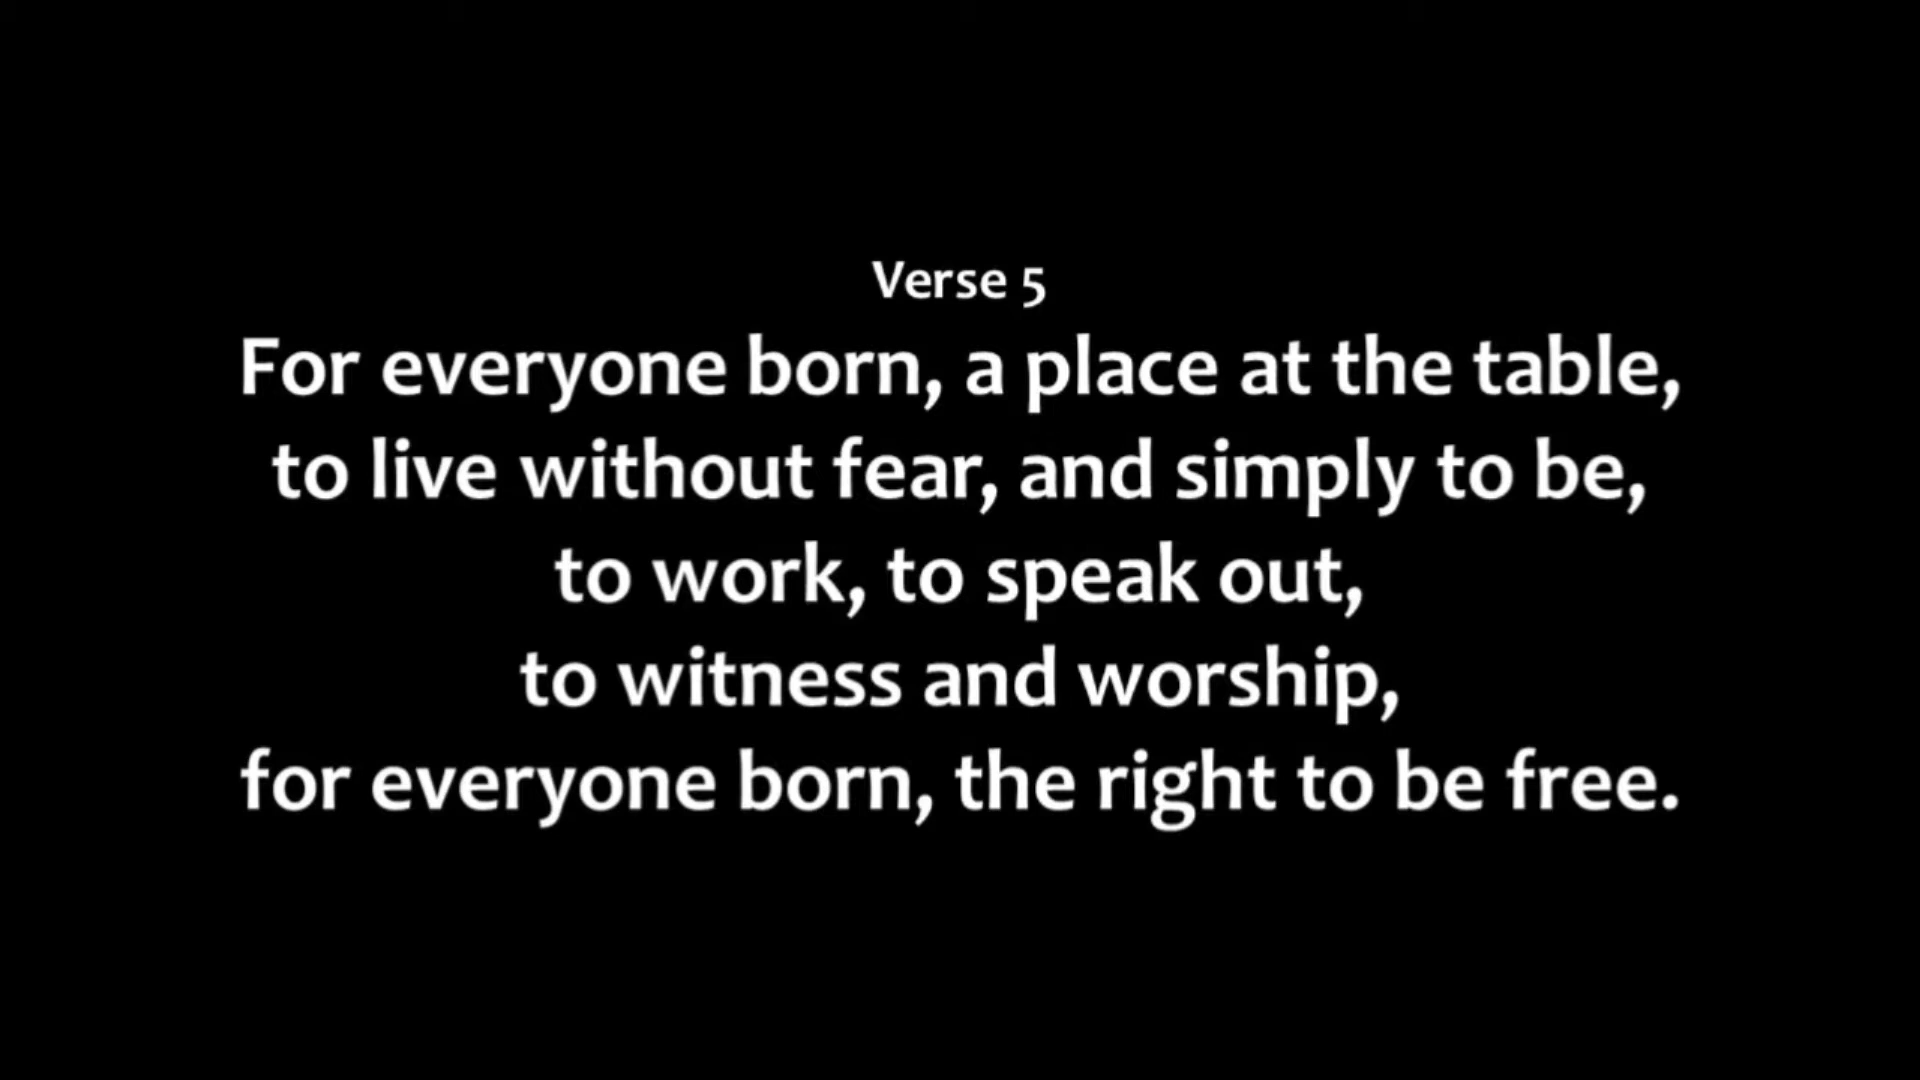 Verse 5
For everyone born, a place at the table,
to live without fear, and simply to be,
to work, to speak out,
to witness and worship,
for everyone born, the right to be free.